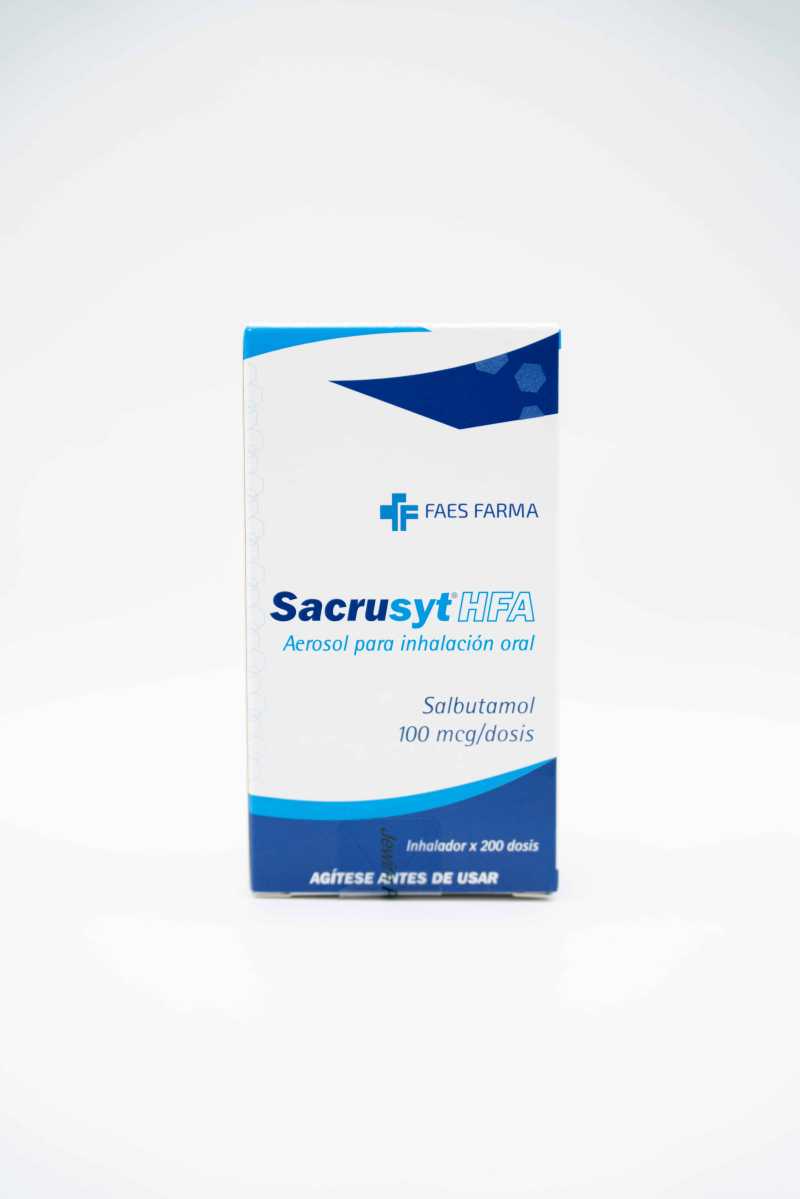 FAES FARMA
Sacrusyt® HFA
Aerosol para inhalación oral
Salbutamol
100 mcg/dosis
Inhalador x 200 dosis
AGÍTESE ANTES DE USAR